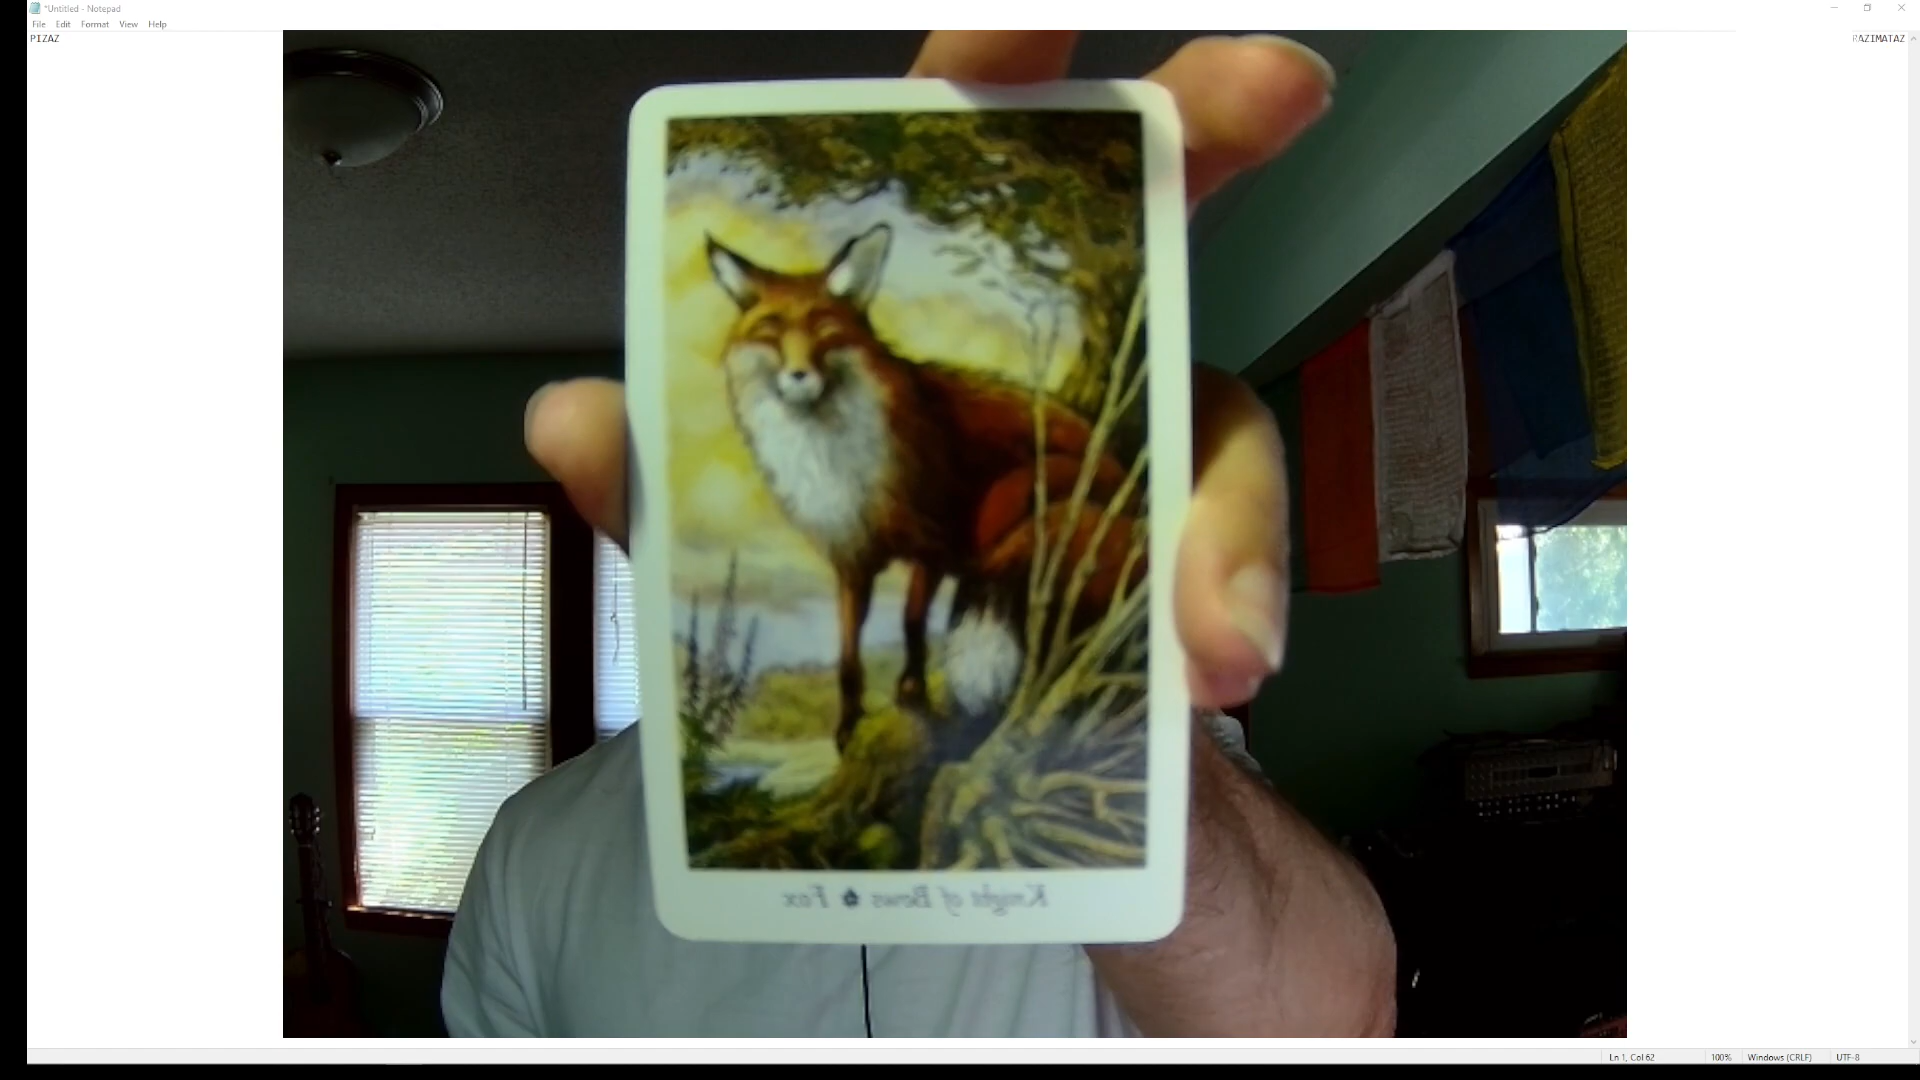 *Untitled - Notepad
File Edit Format View Help
PIZAZ RAZIMATAZ
Knight of Bows Fox
Ln 1, Col 62 100% Windows (CRLF) UTF-8